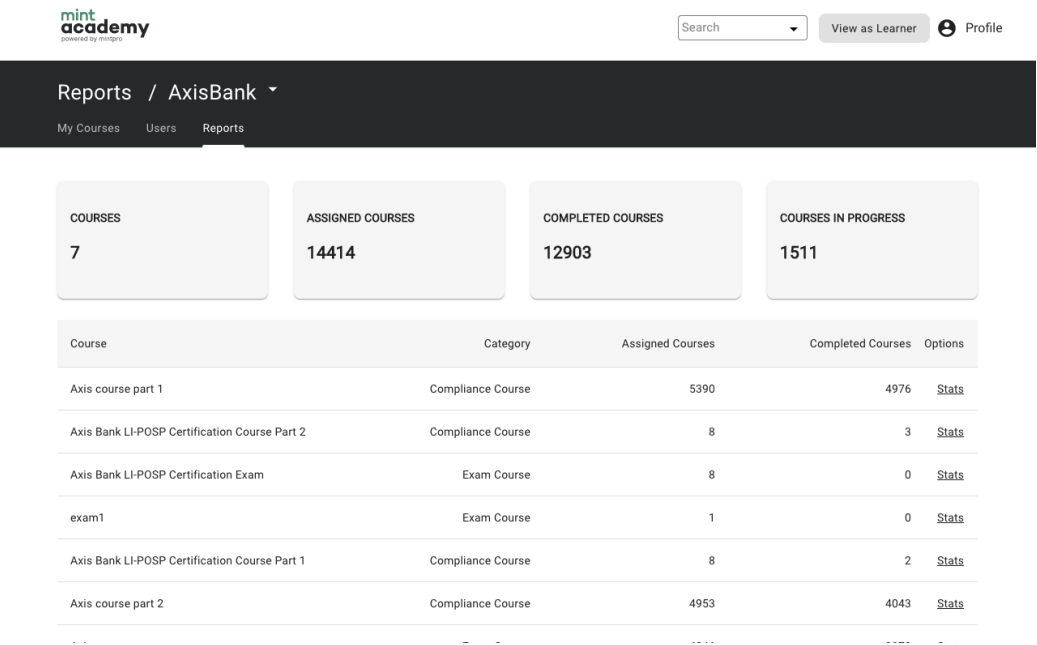 mint
academy
powered by mintpro
Search
View as Learner
Profile
Reports / AxisBank
My Courses Users Reports
COURSES
7
ASSIGNED COURSES
14414
COMPLETED COURSES
12903
COURSES IN PROGRESS
1511
Course Category Assigned Courses Completed Courses Options
Axis course part 1 Compliance Course 5390 4976 Stats
Axis Bank LI-POSP Certification Course Part 2 Compliance Course 8 3 Stats
Axis Bank LI-POSP Certification Exam Exam Course 8 0 Stats
exam1 Exam Course 1 0 Stats
Axis Bank LI-POSP Certification Course Part 1 Compliance Course 8 2 Stats
Axis course part 2 Compliance Course 4953 4043 Stats